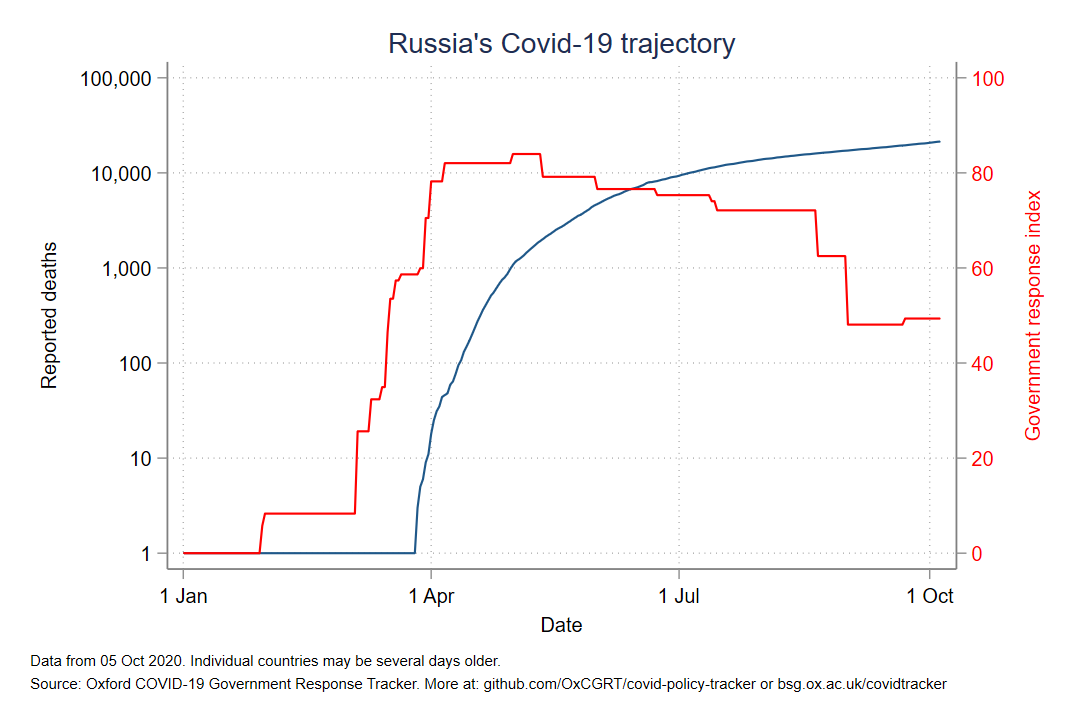 Russia's Covid-19 trajectory
100,000
10,000
1,000
100
10
1
Reported deaths
100
80
60
40
20
0
Government response index
1 Jan
1 Apr
1 Jul
1 Oct
Date
Data from 05 Oct 2020. Individual countries may be several days older.
Source: Oxford COVID-19 Government Response Tracker. More at: github.com/OxCGRT/covid-policy-tracker or bsg.ox.ac.uk/covidtracker